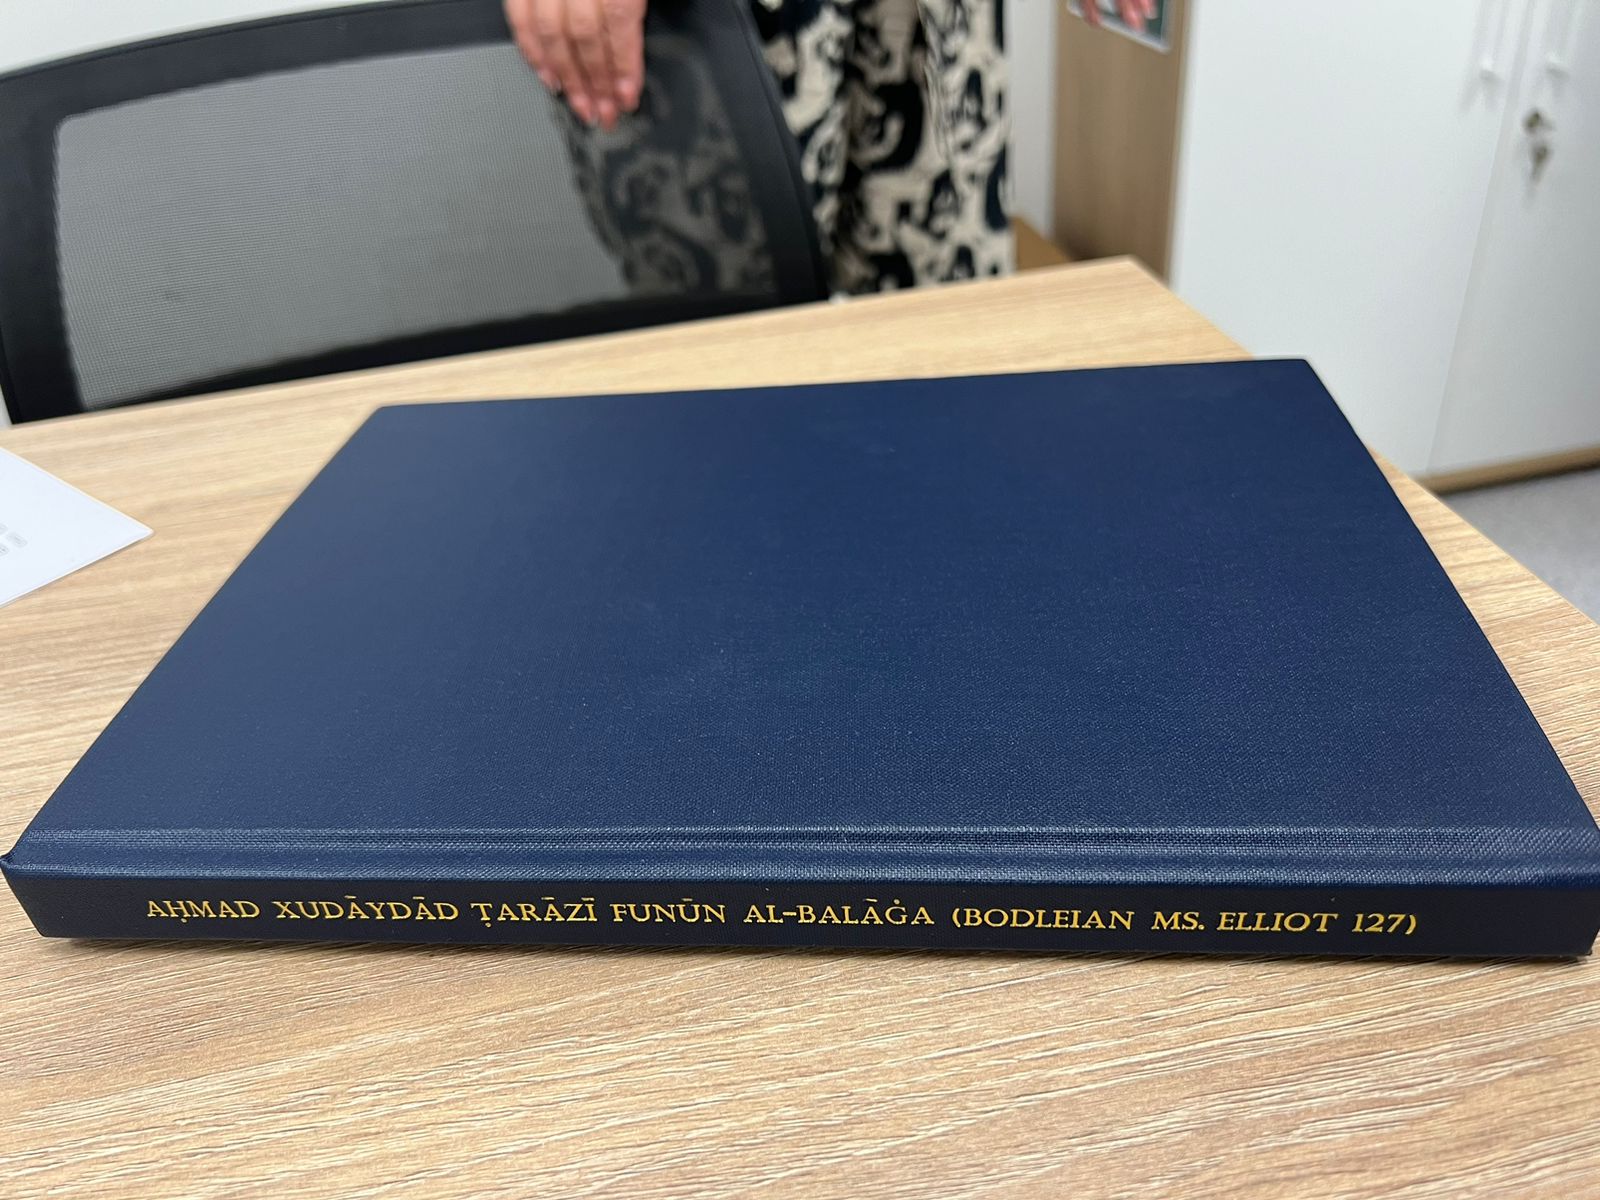 AḤMAD XUDĀYDĀD ṬARĀZĪ FUNŪN AL-BALĀĠA (BODLEIAN MS. ELLIOT 127)